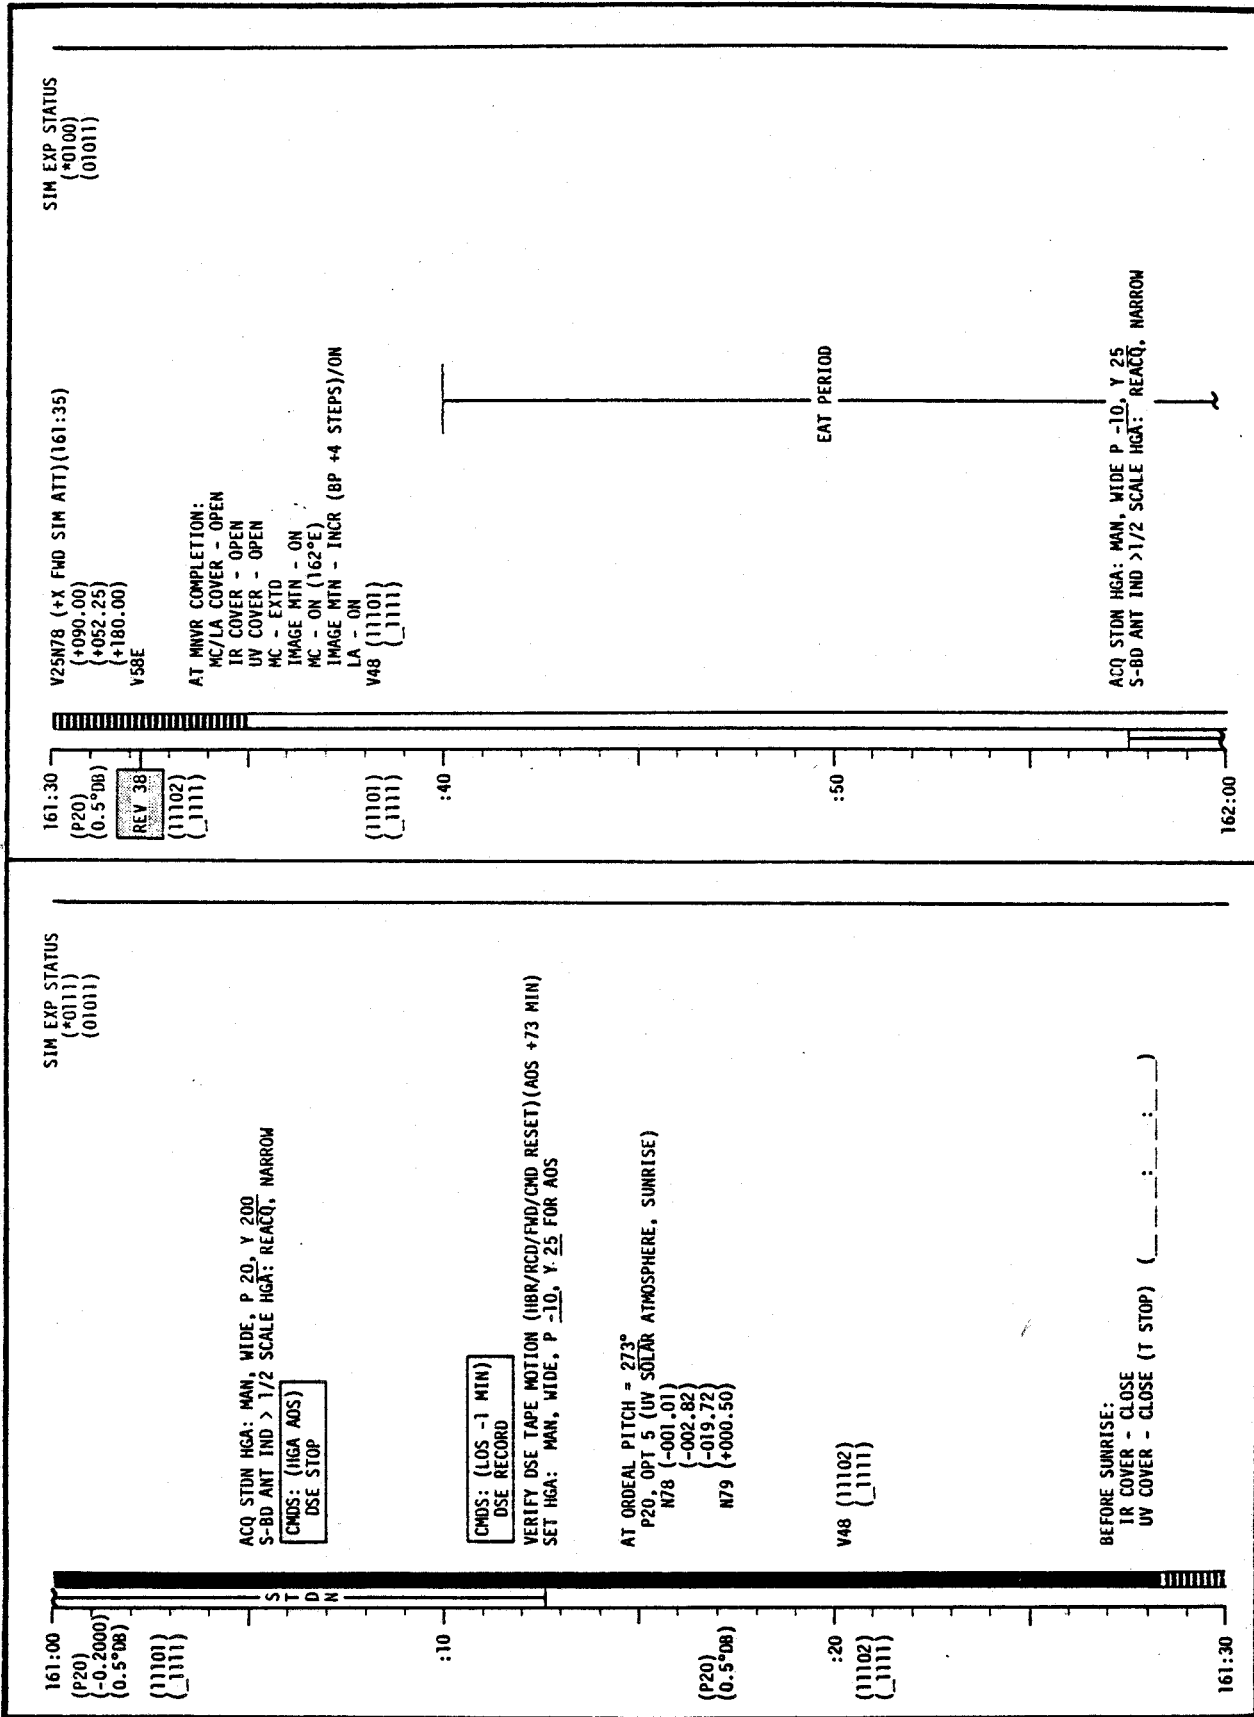 161:00
(P20)
(-0.2000)
(0.5°DB)
(11101)
(_1111)
:10
(P20)
(0.5°DB)
:20
(11102)
(_1111)
161:30
STDN
SIM EXP STATUS
(*0111)
(01011)
ACQ STDN HGA: MAN, WIDE, P 20, Y 200
S-BD ANT IND > 1/2 SCALE HGA: REACQ, NARROW
CMDS: (HGA AOS)
DSE STOP
CMDS: (LOS -1 MIN)
DSE RECORD
VERIFY DSE TAPE MOTION (HBR/RCD/FWD/CMD RESET)(AOS +73 MIN)
SET HGA: MAN, WIDE, P -10, Y 25 FOR AOS
AT ORDEAL PITCH = 273°
P20, OPT 5 (UV SOLAR ATMOSPHERE, SUNRISE)
N78 (-001.01)
(-002.82)
(-019.72)
N79 (+000.50)
V48 (11102)
(_1111)
BEFORE SUNRISE:
IR COVER - CLOSE
UV COVER - CLOSE (T STOP) (_ _ _:_ _:_ _)
161:30
(P20)
(0.5°DB)
REV 38
(11102)
(_1111)
(11101)
(_1111)
:40
:50
162:00
SIM EXP STATUS
(*0100)
(01011)
V25N78 (+X FWD SIM ATT)(161:35)
(+090.00)
(+052.25)
(+180.00)
V58E
AT MNVR COMPLETION:
MC/LA COVER - OPEN
IR COVER - OPEN
UV COVER - OPEN
MC - EXTD
IMAGE MTN - ON
MC - ON (162°E)
IMAGE MTN - INCR (BP +4 STEPS)/ON
LA - ON
V48 (11101)
(_1111)
EAT PERIOD
ACQ STDN HGA: MAN, WIDE P -10, Y 25
S-BD ANT IND >1/2 SCALE HGA: REACQ, NARROW